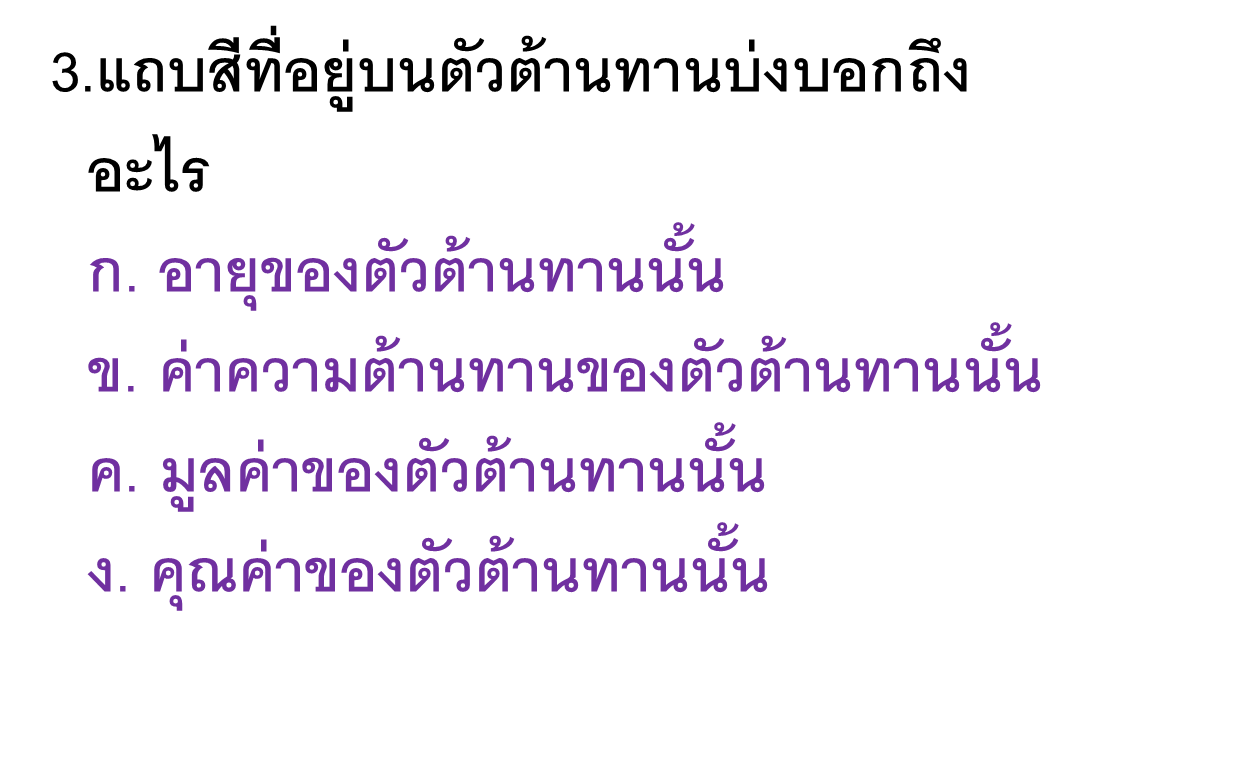 3.แถบสีที่อยู่บนตัวต้านทานบ่งบอกถึง
อะไร
ก. อายุของตัวต้านทานนั้น
ข. ค่าความต้านทานของตัวต้านทานนั้น
ค. มูลค่าของตัวต้านทานนั้น
ง. คุณค่าของตัวต้านทานนั้น